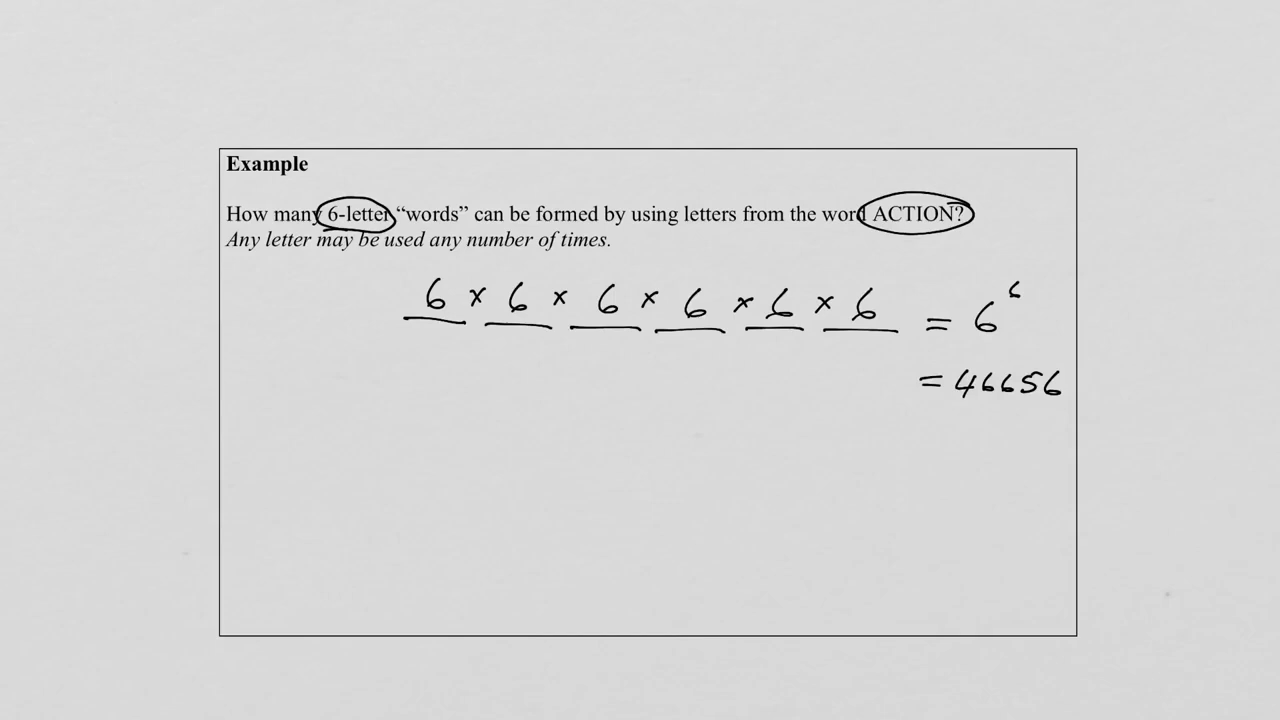 Example
How many 6-letter “words” can be formed by using letters from the word ACTION?
Any letter may be used any number of times.
6 × 6 × 6 × 6 × 6 × 6 = 6⁶
= 46656